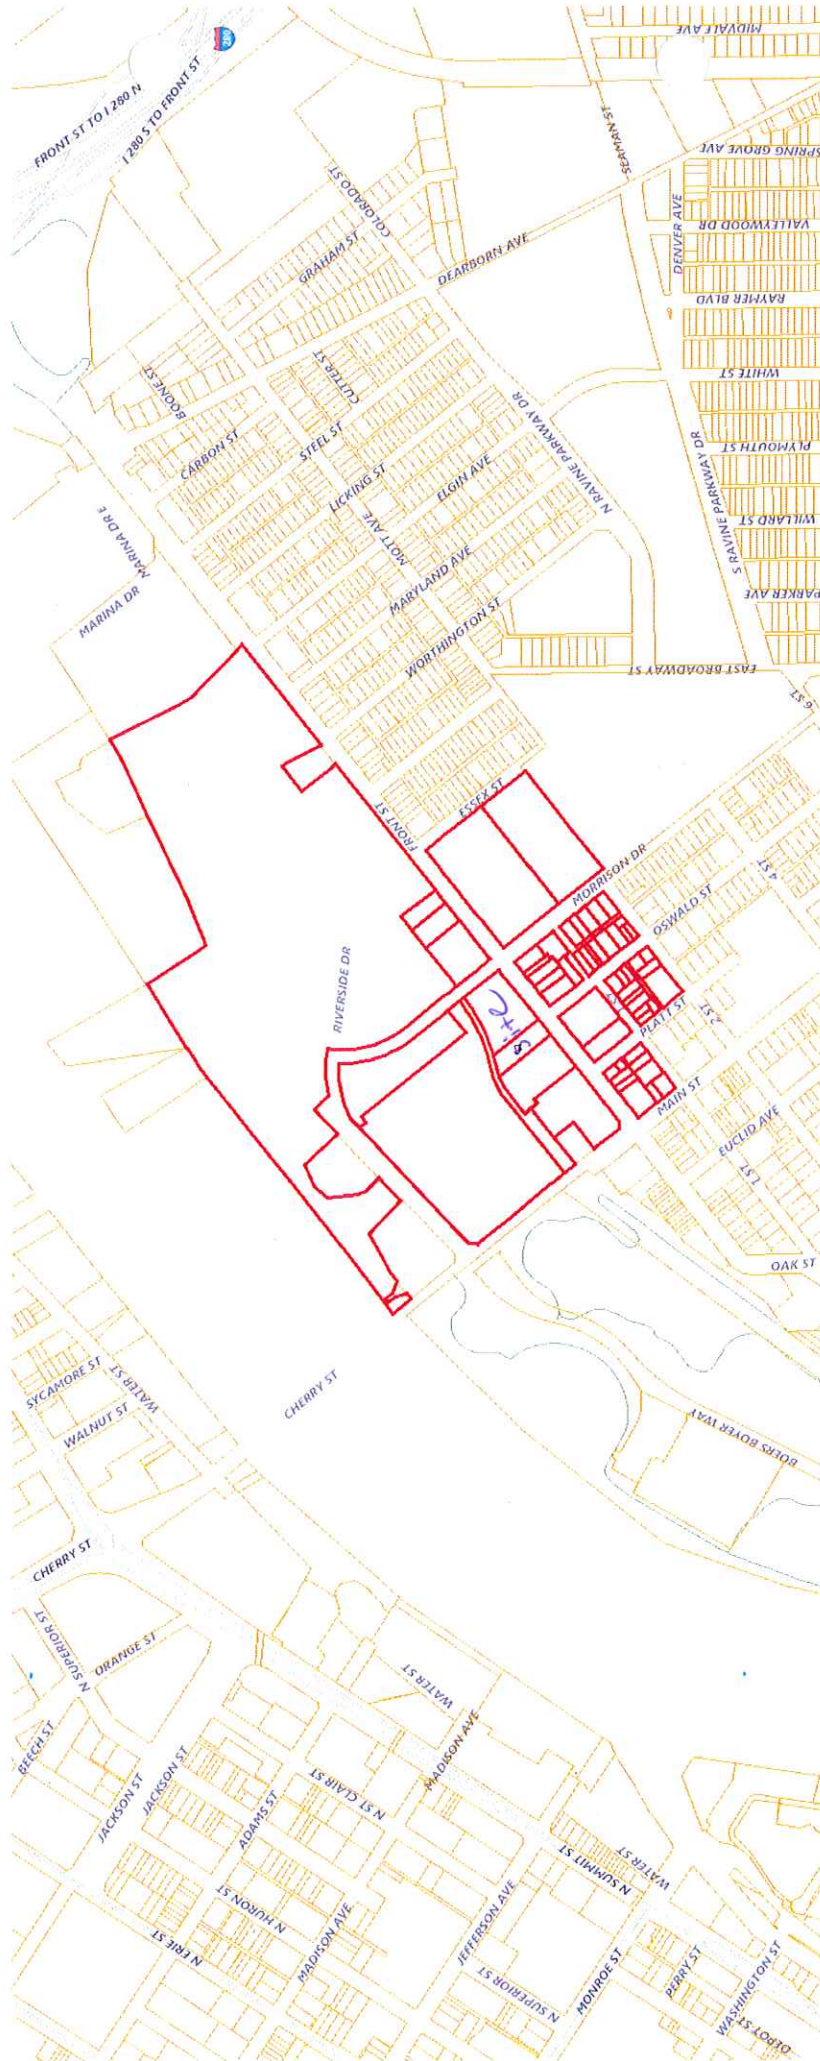 MIDVALE AVE
280
FRONT ST TO I 280 N
I 280 S TO FRONT ST
SEAMAN ST
SPRING GROVE AVE
COLORADO ST
VALLEYWOOD DR
DENVER AVE
GRAHAM ST
DEARBORN AVE
RAYMER BLVD
WHITE ST
BOONE ST
CUTTER ST
N RAVINE PARKWAY DR
CARBON ST
STEEL ST
PLYMOUTH ST
LICKING ST
ELGIN AVE
N RAVINE PARKWAY DR
S RAVINE PARKWAY DR
WILLARD ST
MARINA DR E
MARINA DR
MOTT AVE
MARYLAND AVE
PARKER AVE
MARINA DR
WORTHINGTON ST
EAST BROADWAY ST
6 ST
FRONT ST
ESSEX ST
MORRISON DR
4 ST
OSWALD ST
RIVERSIDE DR
Site
PLATT ST
2 ST
MAIN ST
EUCLID AVE
1 ST
OAK ST
SYCAMORE ST
WATER ST
WALNUT ST
CHERRY ST
BOERS BOYER WAY
CHERRY ST
N SUPERIOR ST
ORANGE ST
WATER ST
BEECH ST
MADISON AVE
JACKSON ST
JACKSON ST
N ST CLAIR ST
ADAMS ST
WATER ST
N SUMMIT ST
N HURON ST
MADISON AVE
JEFFERSON AVE
N ERIE ST
N SUPERIOR ST
MONROE ST
PERRY ST
WASHINGTON ST
DEPOT ST